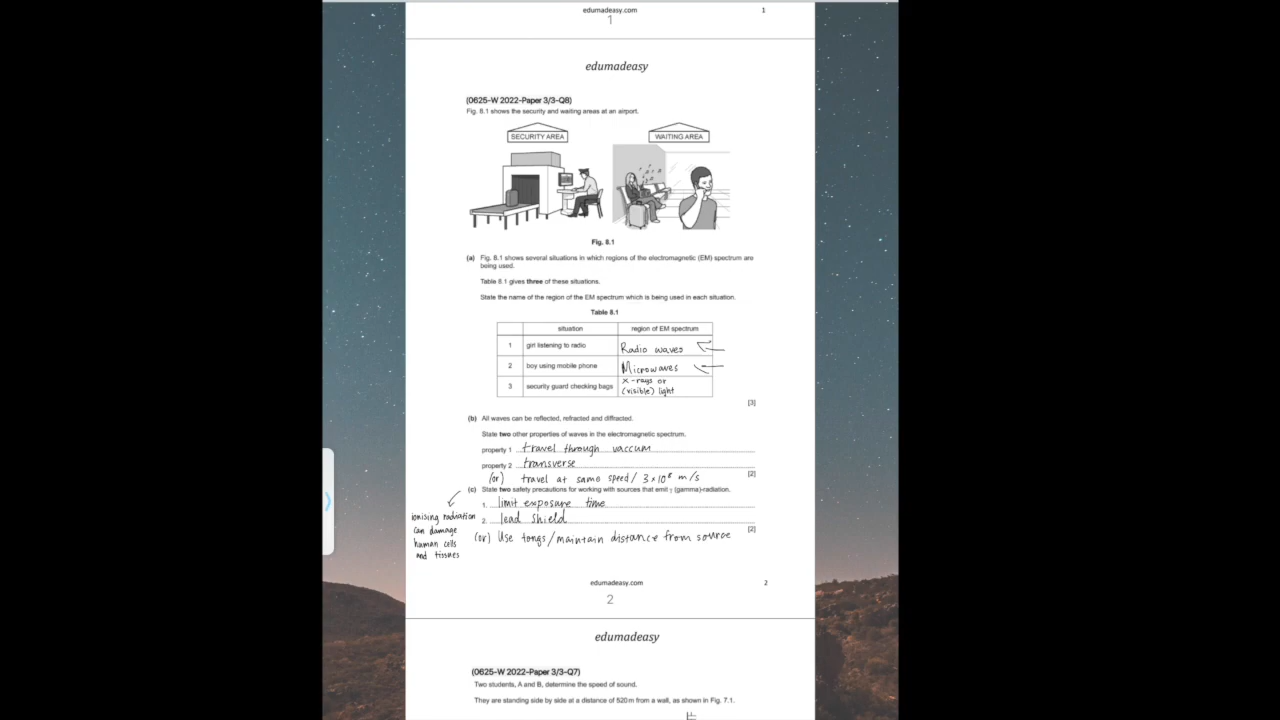 edumadeasy.com 1
1
edumadeasy
(0625-W 2022-Paper 3/3-Q8)
Fig. 8.1 shows the security and waiting areas at an airport.
SECURITY AREA
WAITING AREA
Fig. 8.1
(a) Fig. 8.1 shows several situations in which regions of the electromagnetic (EM) spectrum are
being used.
Table 8.1 gives three of these situations.
State the name of the region of the EM spectrum which is being used in each situation.
Table 8.1
situation region of EM spectrum
1 girl listening to radio Radio waves
2 boy using mobile phone Microwaves
3 security guard checking bags x-rays or
(visible) light
[3]
(b) All waves can be reflected, refracted and diffracted.
State two other properties of waves in the electromagnetic spectrum.
property 1 travel through vaccum
property 2 transverse
[2]
(or) travel at same speed / 3 x 10⁸ m/s
(c) State two safety precautions for working with sources that emit γ (gamma)-radiation.
1. limit exposure time
2. lead shield
[2]
(or) Use tongs/maintain distance from source
ionising radiation
can damage
human cells
and tissues
edumadeasy.com 2
2
edumadeasy
(0625-W 2022-Paper 3/3-Q7)
Two students, A and B, determine the speed of sound.
They are standing side by side at a distance of 520 m from a wall, as shown in Fig. 7.1.